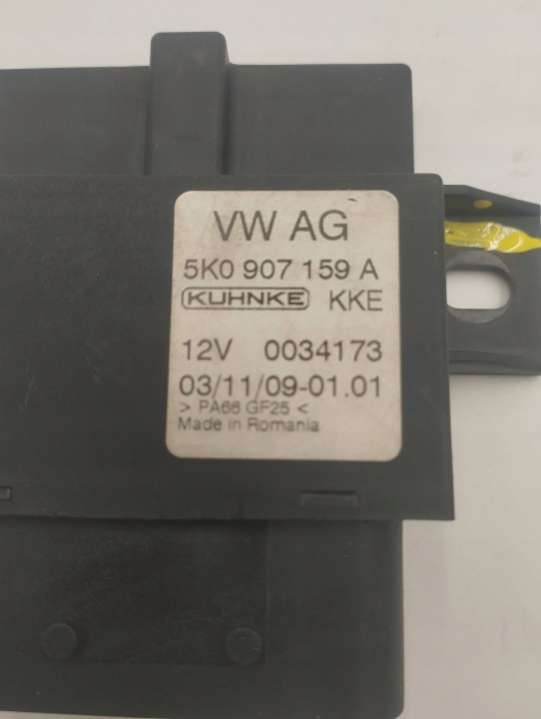 VW AG
5K0 907 159 A
KUHNKE KKE
12V 0034173
03/11/09-01.01
> PA66 GF25 <
Made in Romania